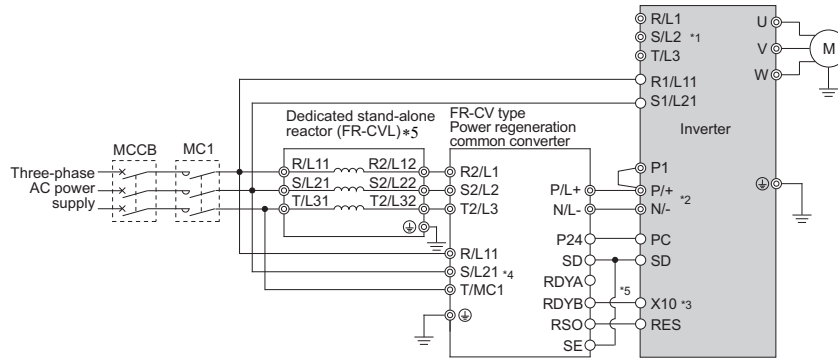 R/L1
S/L2 *1
T/L3
R1/L11
S1/L21
U
V
W
M
Inverter
MCCB
MC1
Three-phase
AC power
supply
Dedicated stand-alone
reactor (FR-CVL) *5
R/L11 R2/L12
S/L21 S2/L22
T/L31 T2/L32
FR-CV type
Power regeneration
common converter
R2/L1
S2/L2
T2/L3
R/L11
S/L21 *4
T/MC1
P/L+
N/L-
P24
SD
RDYA
RDYB
RSO
SE
*5
P1
P/+
*2
N/-
PC
SD
X10 *3
RES